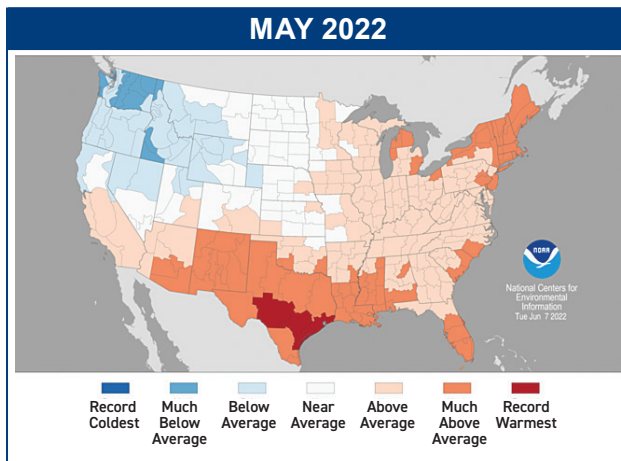 MAY 2022
NOAA
National Centers for
Environmental
Information
Tue Jun 7 2022
Record
Coldest
Much
Below
Average
Below
Average
Near
Average
Above
Average
Much
Above
Average
Record
Warmest